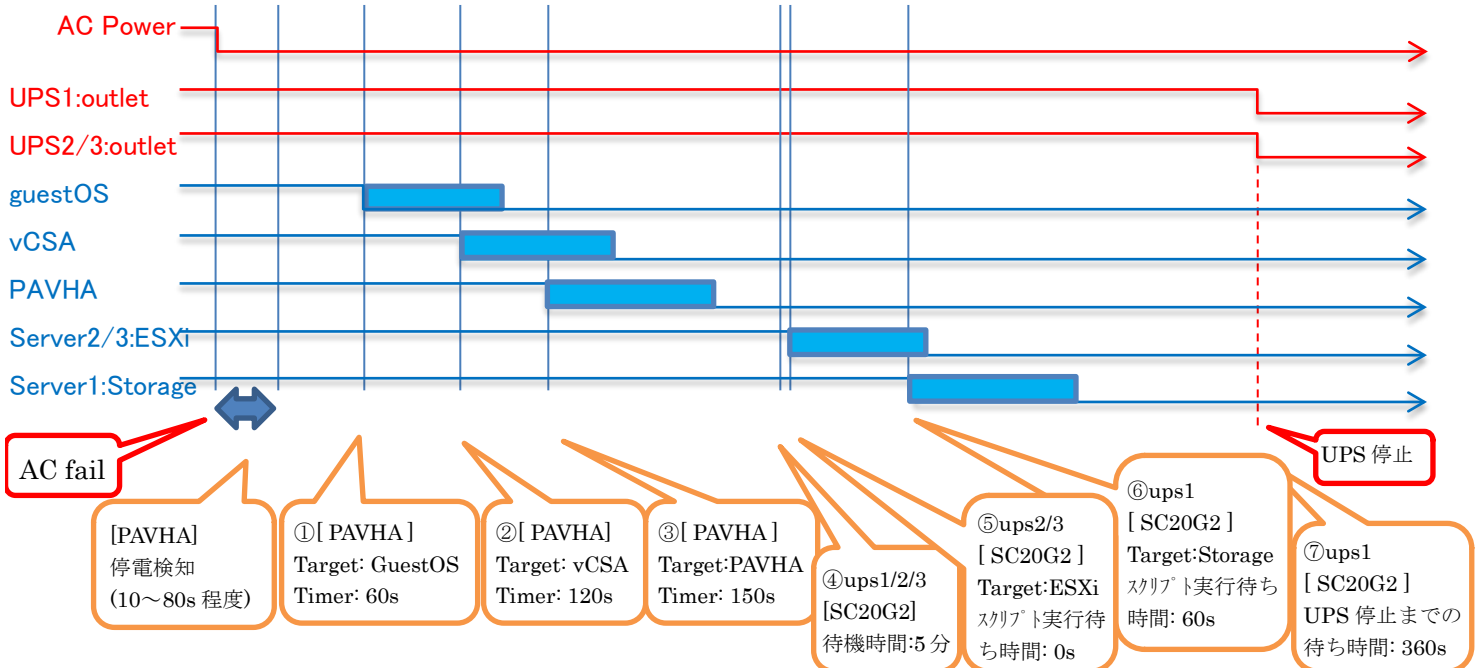 AC Power
UPS1:outlet
UPS2/3:outlet
guestOS
vCSA
PAVHA
Server2/3:ESXi
Server1:Storage
AC fail
UPS 停止
[PAVHA]
停電検知
(10～80s 程度)
①[ PAVHA ]
Target: GuestOS
Timer: 60s
②[ PAVHA]
Target: vCSA
Timer: 120s
③[ PAVHA ]
Target:PAVHA
Timer: 150s
④ups1/2/3
[SC20G2]
待機時間:5 分
⑤ups2/3
[ SC20G2 ]
Target:ESXi
ｽｸﾘﾌﾟﾄ実行待
ち時間: 0s
⑥ups1
[ SC20G2 ]
Target:Storage
ｽｸﾘﾌﾟﾄ実行待ち
時間: 60s
⑦ups1
[ SC20G2 ]
UPS 停止までの
待ち時間: 360s